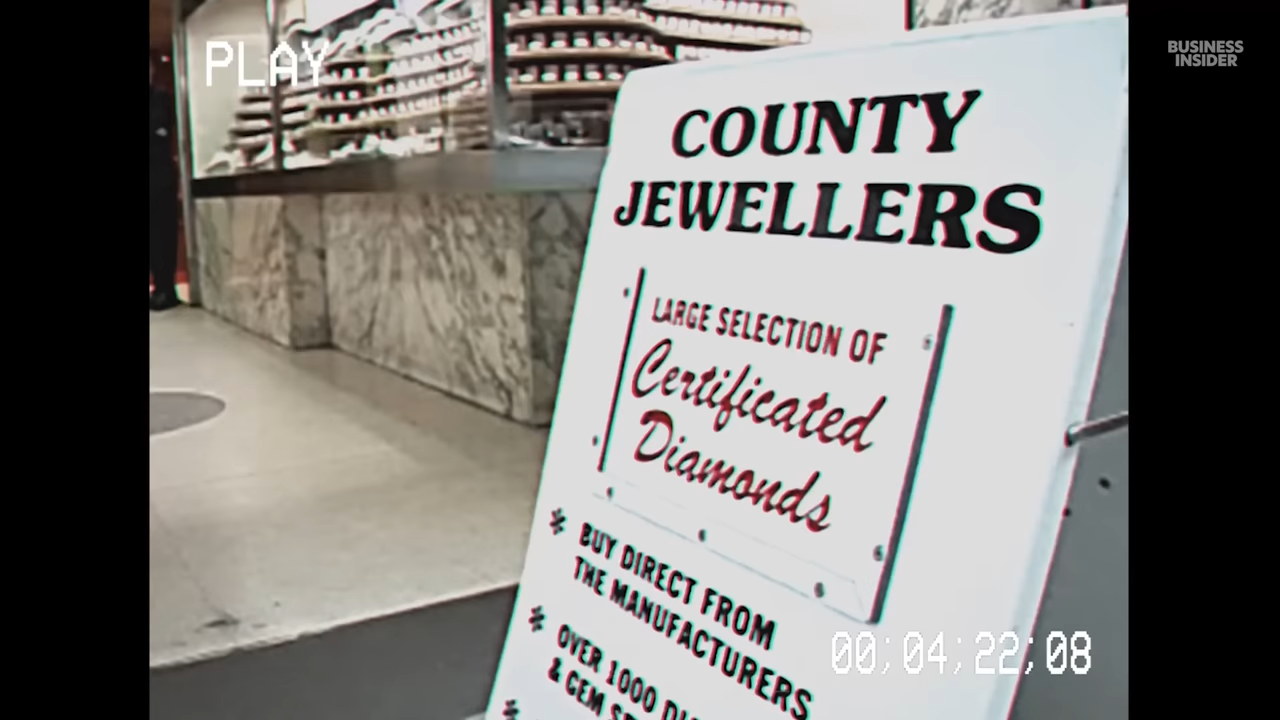 PLAY
BUSINESS
INSIDER
COUNTY
JEWELLERS
LARGE SELECTION OF
Certificated
Diamonds
* BUY DIRECT FROM
THE MANUFACTURERS
* OVER 1000
& GEM
*
00;04;22;08